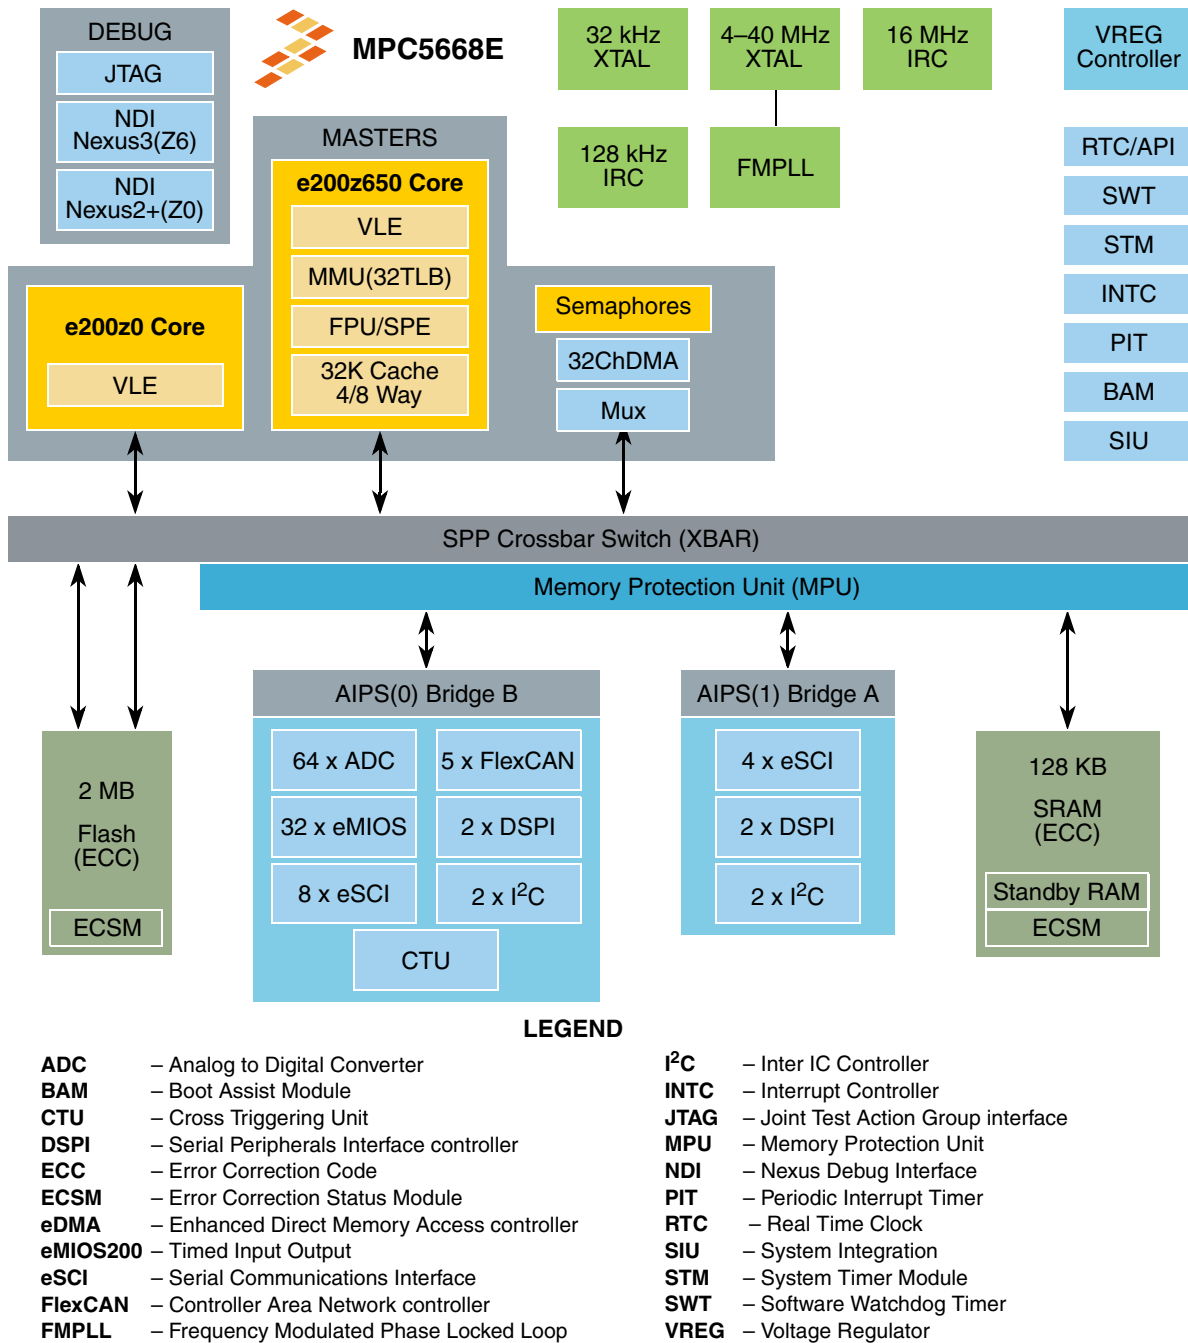 DEBUG
JTAG
NDI
Nexus3(Z6)
NDI
Nexus2+(Z0)
MPC5668E
32 kHz
XTAL
4–40 MHz
XTAL
16 MHz
IRC
128 kHz
IRC
FMPLL
VREG
Controller
RTC/API
SWT
STM
INTC
PIT
BAM
SIU
MASTERS
e200z650 Core
VLE
MMU(32TLB)
FPU/SPE
32K Cache
4/8 Way
e200z0 Core
VLE
Semaphores
32ChDMA
Mux
SPP Crossbar Switch (XBAR)
Memory Protection Unit (MPU)
2 MB
Flash
(ECC)
ECSM
AIPS(0) Bridge B
64 x ADC
5 x FlexCAN
32 x eMIOS
2 x DSPI
8 x eSCI
2 x I²C
CTU
AIPS(1) Bridge A
4 x eSCI
2 x DSPI
2 x I²C
128 KB
SRAM
(ECC)
Standby RAM
ECSM
LEGEND
ADC – Analog to Digital Converter
BAM – Boot Assist Module
CTU – Cross Triggering Unit
DSPI – Serial Peripherals Interface controller
ECC – Error Correction Code
ECSM – Error Correction Status Module
eDMA – Enhanced Direct Memory Access controller
eMIOS200 – Timed Input Output
eSCI – Serial Communications Interface
FlexCAN – Controller Area Network controller
FMPLL – Frequency Modulated Phase Locked Loop
I²C – Inter IC Controller
INTC – Interrupt Controller
JTAG – Joint Test Action Group interface
MPU – Memory Protection Unit
NDI – Nexus Debug Interface
PIT – Periodic Interrupt Timer
RTC – Real Time Clock
SIU – System Integration
STM – System Timer Module
SWT – Software Watchdog Timer
VREG – Voltage Regulator